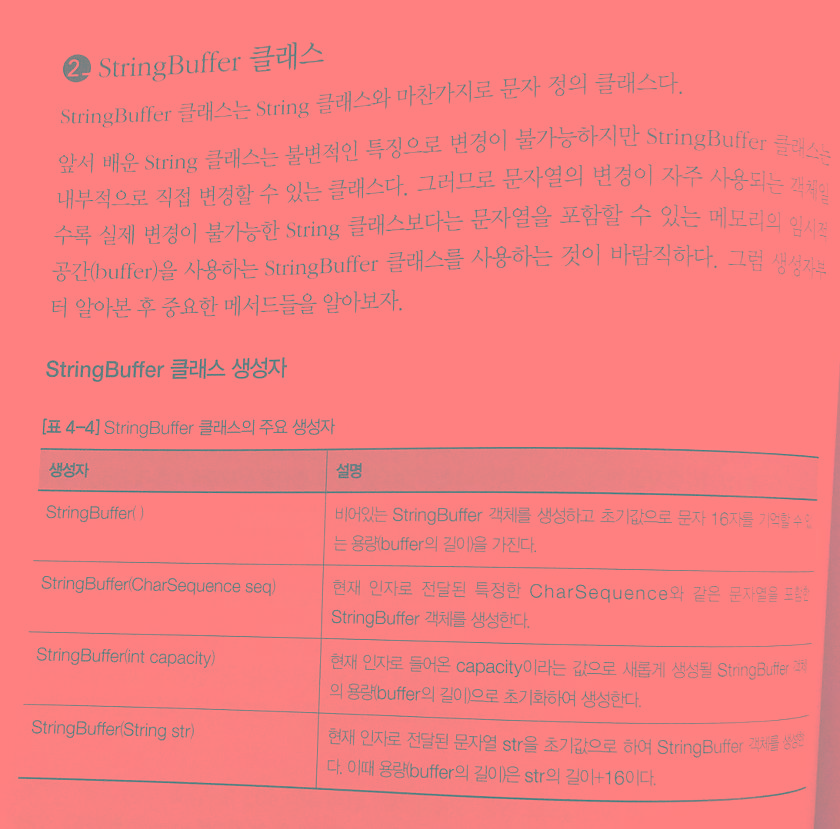 2 StringBuffer 클래스
StringBuffer 클래스는 String 클래스와 마찬가지로 문자 정의 클래스다.
앞서 배운 String 클래스는 불변적인 특징으로 변경이 불가능하지만 StringBuffer 클래스는
내부적으로 직접 변경할 수 있는 클래스다. 그러므로 문자열의 변경이 자주 사용되는 객체일
수록 실제 변경이 불가능한 String 클래스보다는 문자열을 포함할 수 있는 메모리의 임시적
공간(buffer)을 사용하는 StringBuffer 클래스를 사용하는 것이 바람직하다. 그럼 생성자부
터 알아본 후 중요한 메서드들을 알아보자.
StringBuffer 클래스 생성자
[표 4-4] StringBuffer 클래스의 주요 생성자
생성자 설명
StringBuffer( ) 비어있는 StringBuffer 객체를 생성하고 초기값으로 문자 16자를 기억할 수 있
는 용량(buffer의 길이)을 가진다.
StringBuffer(CharSequence seq) 현재 인자로 전달된 특정한 CharSequence와 같은 문자열을 포함한
StringBuffer 객체를 생성한다.
StringBuffer(int capacity) 현재 인자로 들어온 capacity이라는 값으로 새롭게 생성될 StringBuffer 객체
의 용량(buffer의 길이)으로 초기화하여 생성한다.
StringBuffer(String str) 현재 인자로 전달된 문자열 str을 초기값으로 하여 StringBuffer 객체를 생성한
다. 이때 용량(buffer의 길이)은 str의 길이+16이다.